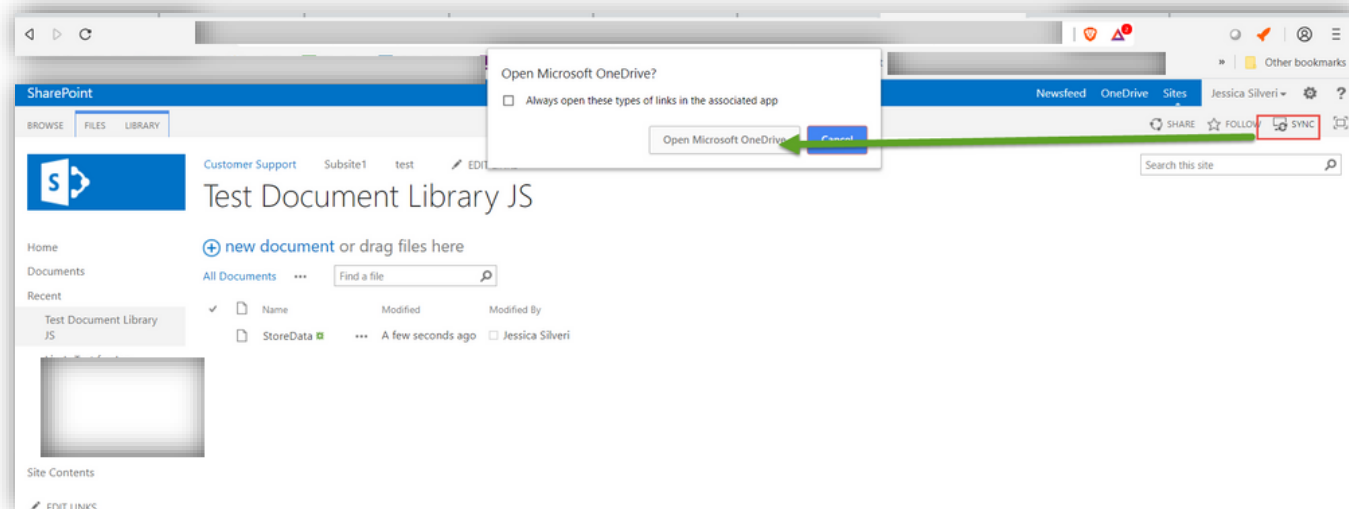 Open Microsoft OneDrive?
Always open these types of links in the associated app
Open Microsoft OneDrive
Cancel
» Other bookmarks
SharePoint
Newsfeed OneDrive Sites Jessica Silveri ?
BROWSE FILES LIBRARY
SHARE FOLLOW SYNC
S
Customer Support Subsite1 test
Search this site
Test Document Library JS
Home
Documents
Recent
Test Document Library
JS
new document or drag files here
All Documents ••• Find a file
Name Modified Modified By
StoreData ••• A few seconds ago Jessica Silveri
Site Contents
EDIT LINKS